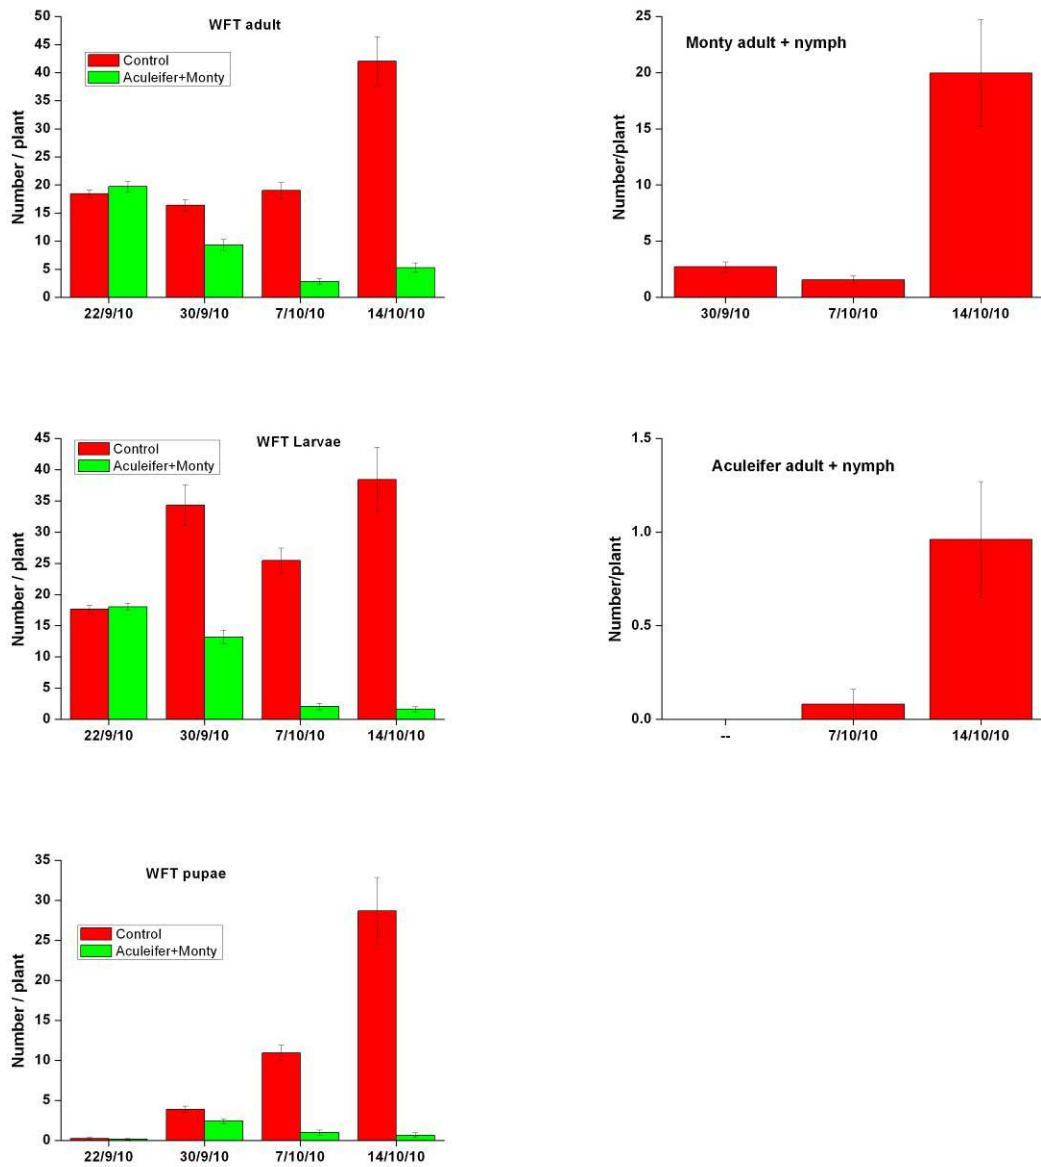 WFT adult
Control
Aculeifer+Monty
Number / plant
50
45
40
35
30
25
20
15
10
5
0
22/9/10 30/9/10 7/10/10 14/10/10
Monty adult + nymph
Number/plant
25
20
15
10
5
0
30/9/10 7/10/10 14/10/10
WFT Larvae
Control
Aculeifer+Monty
Number / plant
45
40
35
30
25
20
15
10
5
0
22/9/10 30/9/10 7/10/10 14/10/10
Aculeifer adult + nymph
Number/plant
1.5
1.0
0.5
0.0
-- 7/10/10 14/10/10
WFT pupae
Control
Aculeifer+Monty
Number / plant
35
30
25
20
15
10
5
0
22/9/10 30/9/10 7/10/10 14/10/10